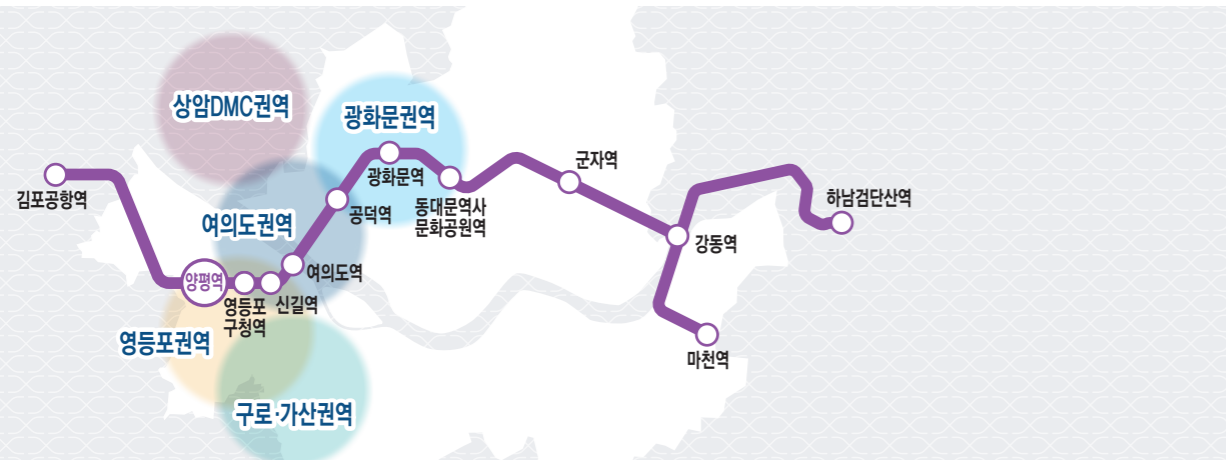 상암DMC권역
광화문권역
군자역
광화문역
김포공항역
하남검단산역
동대문역사
문화공원역
공덕역
여의도권역
강동역
여의도역
양평역
영등포
구청역
신길역
영등포권역
마천역
구로·가산권역